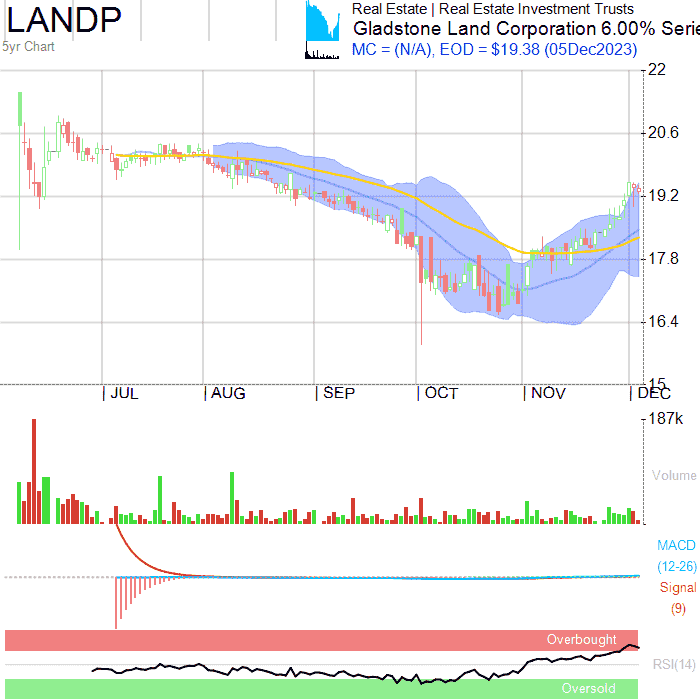 LANDP
5yr Chart
Real Estate | Real Estate Investment Trusts
Gladstone Land Corporation 6.00% Serie
MC = (N/A), EOD = $19.38 (05Dec2023)
22
20.6
19.2
17.8
16.4
15
JUL
AUG
SEP
OCT
NOV
DEC
187k
Volume
MACD
(12-26)
Signal
(9)
Overbought
RSI(14)
Oversold